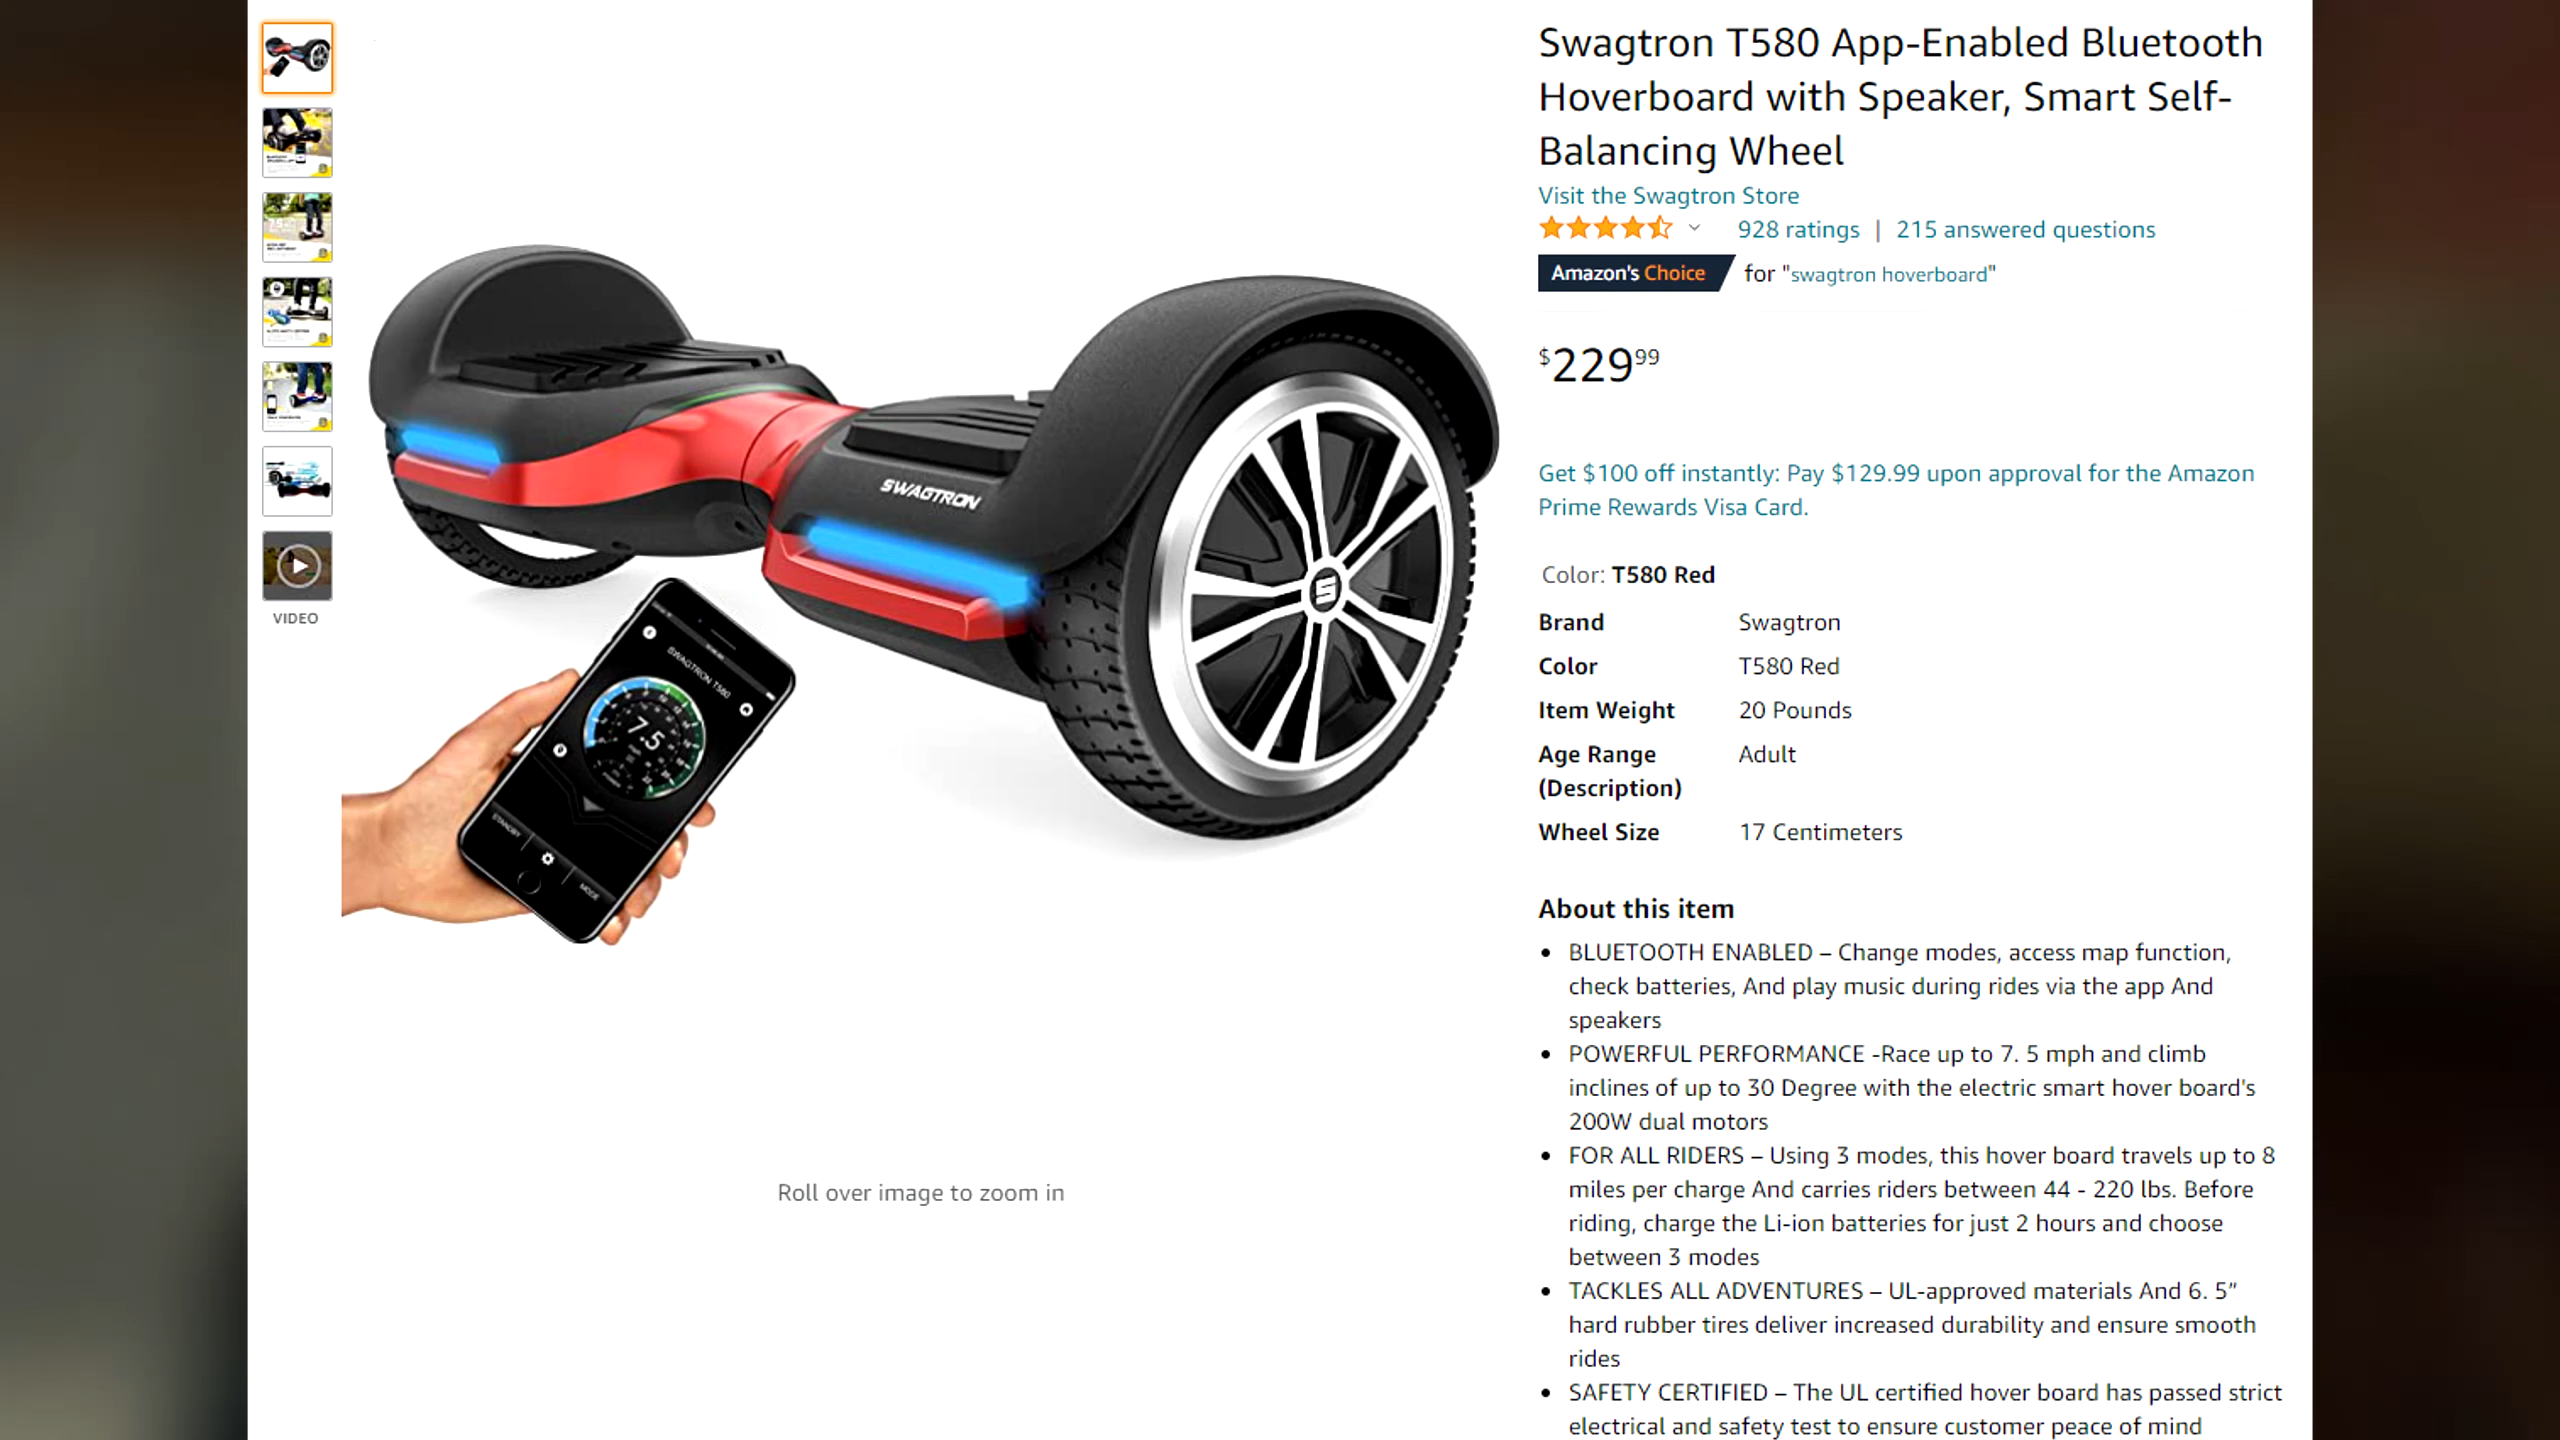 Swagtron T580 App-Enabled Bluetooth
Hoverboard with Speaker, Smart Self-
Balancing Wheel
Visit the Swagtron Store
928 ratings | 215 answered questions
Amazon's Choice for "swagtron hoverboard"
$229 99
Get $100 off instantly: Pay $129.99 upon approval for the Amazon
Prime Rewards Visa Card.
Color: T580 Red
Brand Swagtron
Color T580 Red
Item Weight 20 Pounds
Age Range Adult
(Description)
Wheel Size 17 Centimeters
About this item
• BLUETOOTH ENABLED – Change modes, access map function,
check batteries, And play music during rides via the app And
speakers
• POWERFUL PERFORMANCE -Race up to 7. 5 mph and climb
inclines of up to 30 Degree with the electric smart hover board's
200W dual motors
• FOR ALL RIDERS – Using 3 modes, this hover board travels up to 8
miles per charge And carries riders between 44 - 220 lbs. Before
riding, charge the Li-ion batteries for just 2 hours and choose
between 3 modes
• TACKLES ALL ADVENTURES – UL-approved materials And 6. 5”
hard rubber tires deliver increased durability and ensure smooth
rides
• SAFETY CERTIFIED – The UL certified hover board has passed strict
electrical and safety test to ensure customer peace of mind
VIDEO
SWAGTRON
S
SWAGTRON T580
7.5
STANDBY
MODE
Roll over image to zoom in